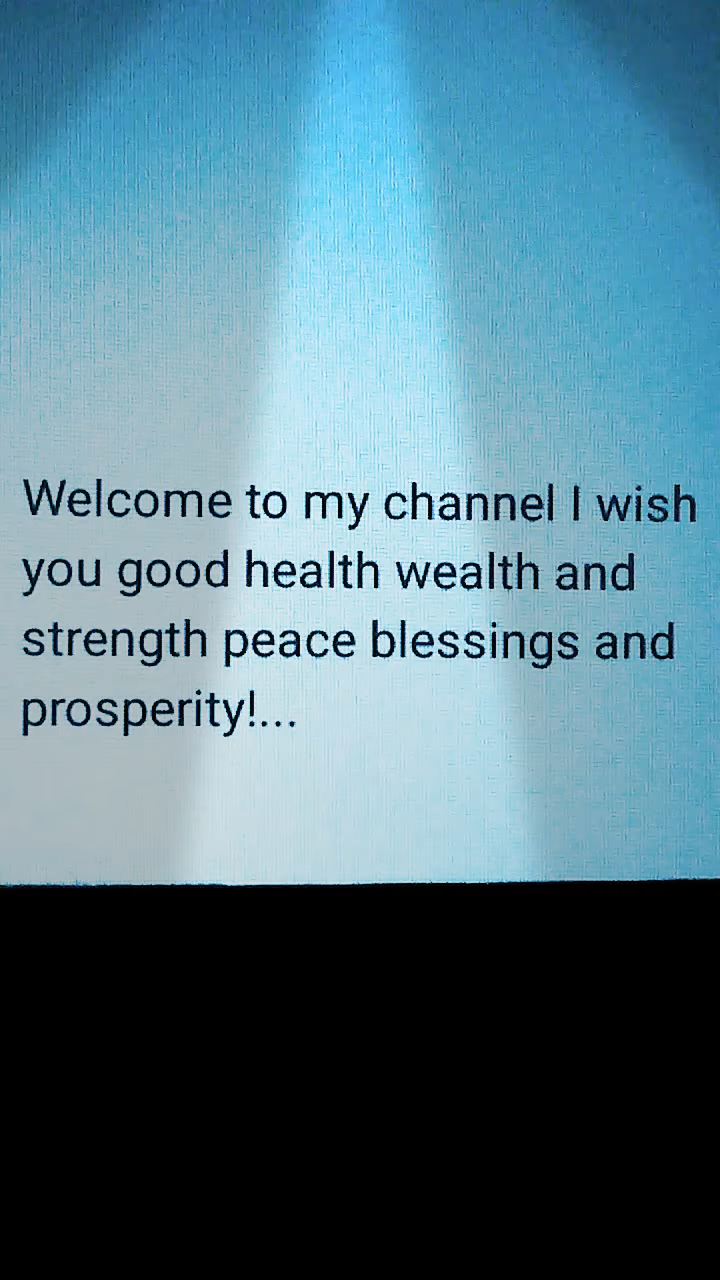 Welcome to my channel I wish
you good health wealth and
strength peace blessings and
prosperity!...